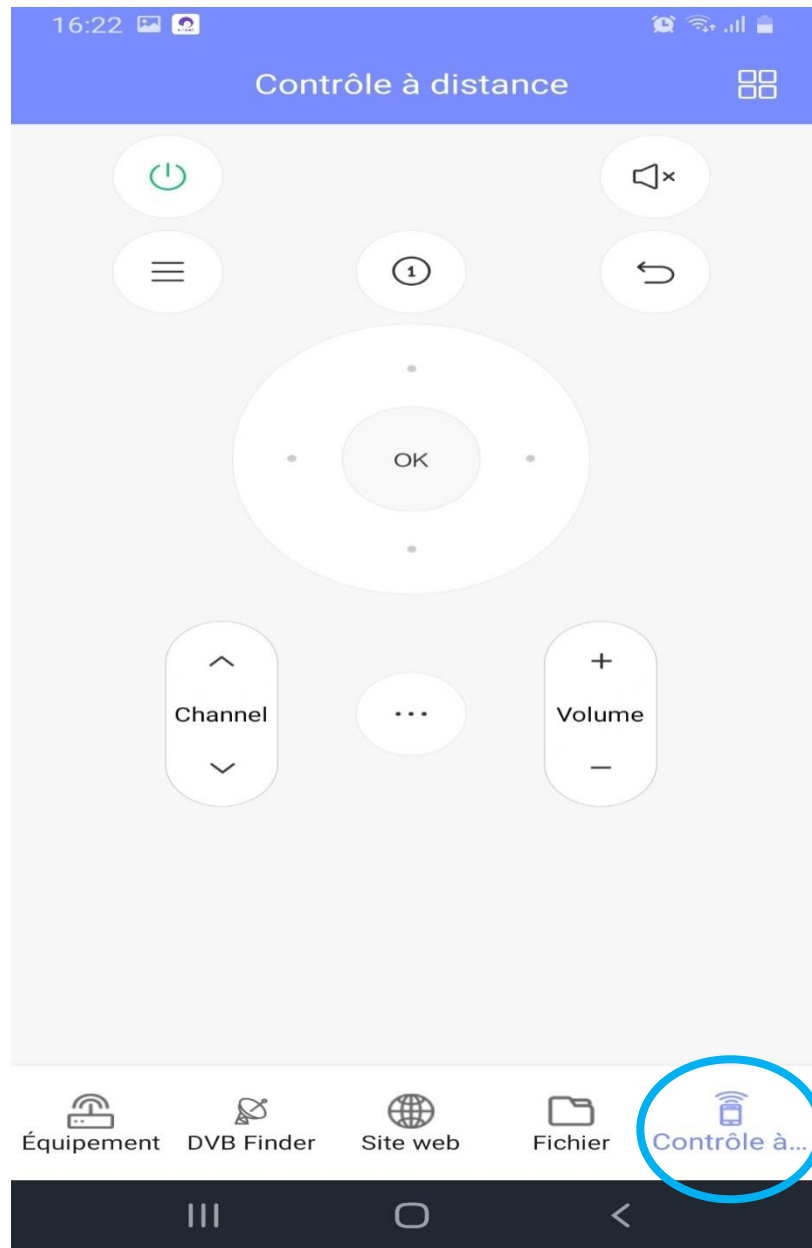 16:22
Contrôle à distance
1
OK
Channel
Volume
Équipement DVB Finder Site web Fichier Contrôle à...